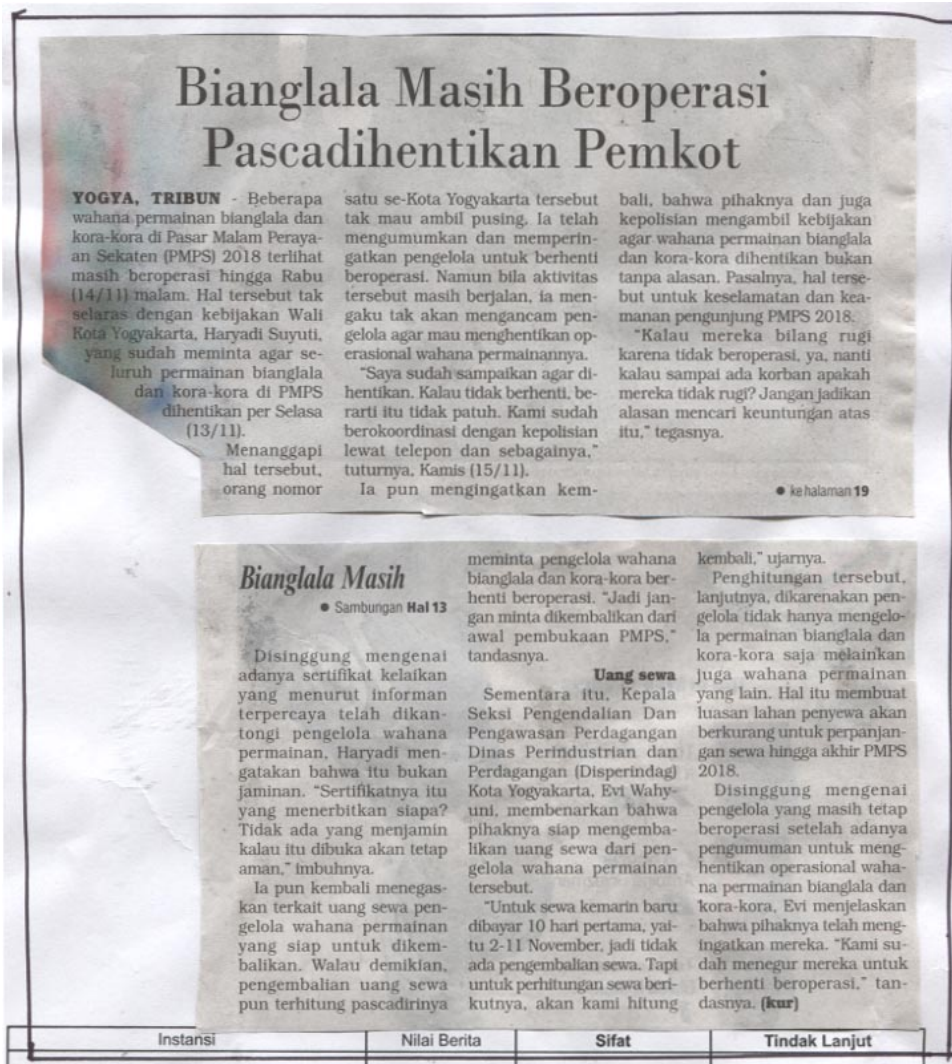 Bianglala Masih Beroperasi
Pascadihentikan Pemkot
YOGYA, TRIBUN - Beberapa
wahana permainan bianglala dan
kora-kora di Pasar Malam Peraya-
an Sekaten (PMPS) 2018 terlihat
masih beroperasi hingga Rabu
(14/11) malam. Hal tersebut tak
selaras dengan kebijakan Wali
Kota Yogyakarta, Haryadi Suyuti,
yang sudah meminta agar se-
luruh permainan bianglala
dan kora-kora di PMPS
dihentikan per Selasa
(13/11).
Menanggapi
hal tersebut,
orang nomor
satu se-Kota Yogyakarta tersebut
tak mau ambil pusing. Ia telah
mengumumkan dan memperin-
gatkan pengelola untuk berhenti
beroperasi. Namun bila aktivitas
tersebut masih berjalan, ia men-
gaku tak akan mengancam pen-
gelola agar mau menghentikan op-
erasional wahana permainannya.
"Saya sudah sampaikan agar di-
hentikan. Kalau tidak berhenti, be-
rarti itu tidak patuh. Kami sudah
berokoordinasi dengan kepolisian
lewat telepon dan sebagainya,"
tuturnya, Kamis (15/11).
Ia pun mengingatkan kem-
bali, bahwa pihaknya dan juga
kepolisian mengambil kebijakan
agar wahana permainan bianglala
dan kora-kora dihentikan bukan
tanpa alasan. Pasalnya, hal terse-
but untuk keselamatan dan kea-
manan pengunjung PMPS 2018.
"Kalau mereka bilang rugi
karena tidak beroperasi, ya, nanti
kalau sampai ada korban apakah
mereka tidak rugi? Jangan jadikan
alasan mencari keuntungan atas
itu," tegasnya.
● ke halaman 19
Bianglala Masih
● Sambungan Hal 13
Disinggung mengenai
adanya sertifikat kelaikan
yang menurut informan
terpercaya telah dikan-
tongi pengelola wahana
permainan, Haryadi men-
gatakan bahwa itu bukan
jaminan. "Sertifikatnya itu
yang menerbitkan siapa?
Tidak ada yang menjamin
kalau itu dibuka akan tetap
aman," imbuhnya.
Ia pun kembali menegas-
kan terkait uang sewa pen-
gelola wahana permainan
yang siap untuk dikem-
balikan. Walau demikian,
pengembalian uang sewa
pun terhitung pascadirinya
meminta pengelola wahana
bianglala dan kora-kora ber-
henti beroperasi. "Jadi jan-
gan minta dikembalikan dari
awal pembukaan PMPS,"
tandasnya.
Uang sewa
Sementara itu, Kepala
Seksi Pengendalian Dan
Pengawasan Perdagangan
Dinas Perindustrian dan
Perdagangan (Disperindag)
Kota Yogyakarta, Evi Wahy-
uni, membenarkan bahwa
pihaknya siap mengemba-
likan uang sewa dari pen-
gelola wahana permainan
tersebut.
"Untuk sewa kemarin baru
dibayar 10 hari pertama, yai-
tu 2-11 November, jadi tidak
ada pengembalian sewa. Tapi
untuk perhitungan sewa beri-
kutnya, akan kami hitung
kembali," ujarnya.
Penghitungan tersebut,
lanjutnya, dikarenakan pen-
gelola tidak hanya mengelo-
la permainan bianglala dan
kora-kora saja melainkan
juga wahana permainan
yang lain. Hal itu membuat
luasan lahan penyewa akan
berkurang untuk perpanjan-
gan sewa hingga akhir PMPS
2018.
Disinggung mengenai
pengelola yang masih tetap
beroperasi setelah adanya
pengumuman untuk meng-
hentikan operasional waha-
na permainan bianglala dan
kora-kora, Evi menjelaskan
bahwa pihaknya telah meng-
ingatkan mereka. "Kami su-
dah menegur mereka untuk
berhenti beroperasi," tan-
dasnya. (kur)
Instansi Nilai Berita Sifat Tindak Lanjut